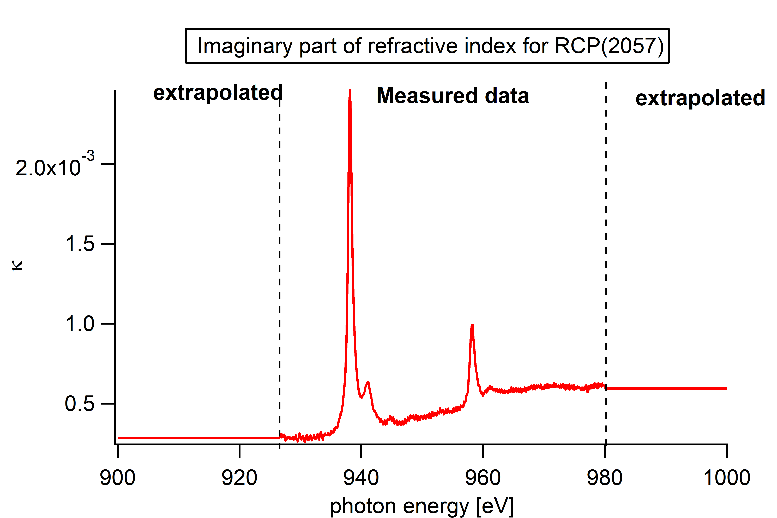 Imaginary part of refractive index for RCP(2057)
extrapolated
Measured data
extrapolated
2.0x10-3
1.5
1.0
0.5
κ
900
920
940
960
980
1000
photon energy [eV]